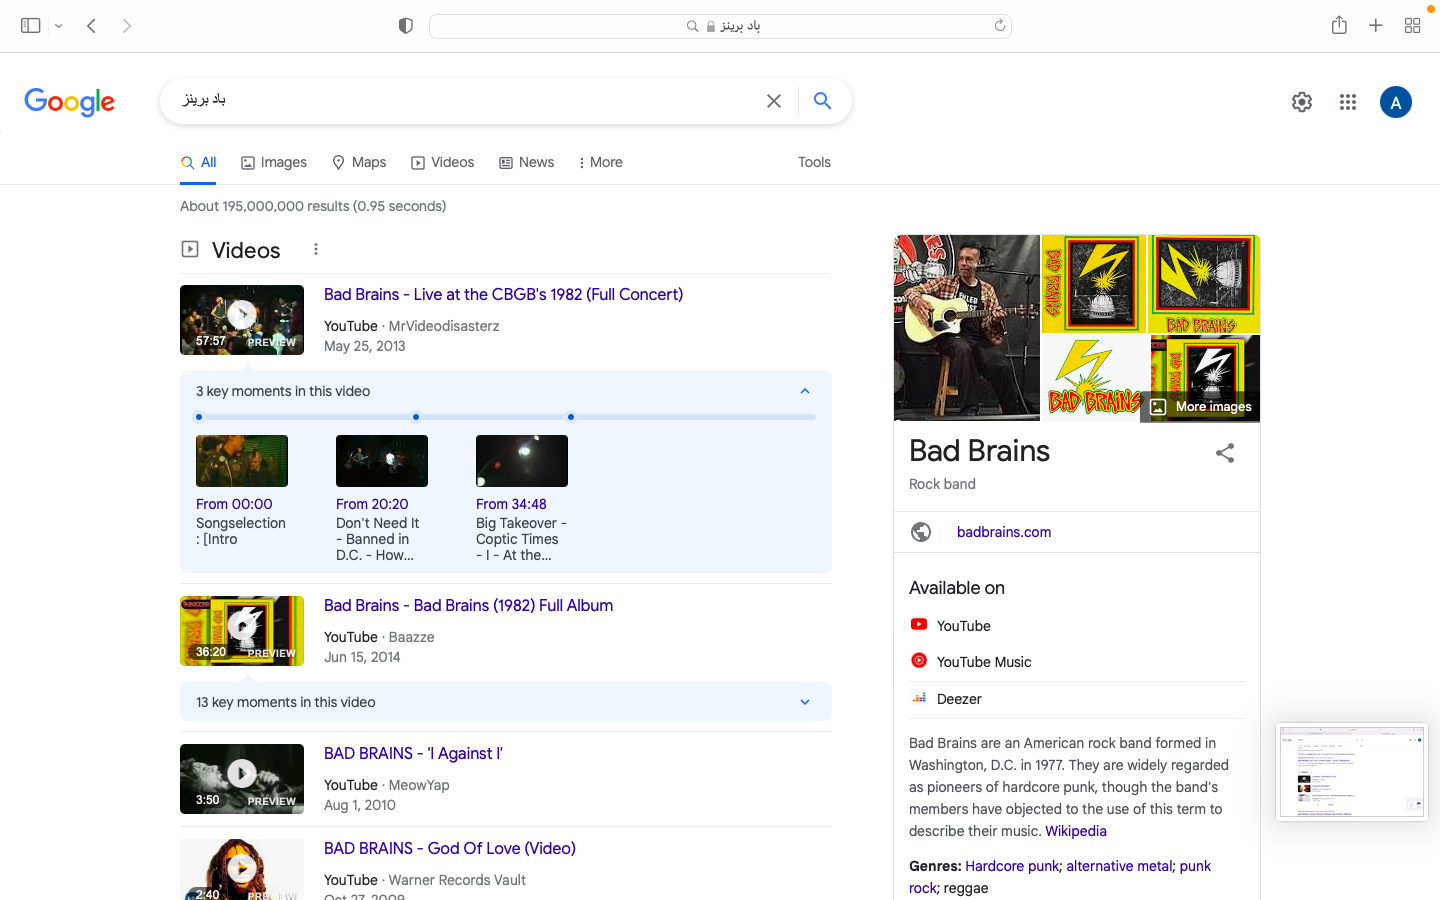 باد برينز
Google
باد برينز
A
All
Images
Maps
Videos
News
More
Tools
About 195,000,000 results (0.95 seconds)
Videos
57:57
PREVIEW
Bad Brains - Live at the CBGB's 1982 (Full Concert)
YouTube · MrVideodisasterz
May 25, 2013
3 key moments in this video
From 00:00
Songselection
: [Intro
From 20:20
Don't Need It
- Banned in
D.C. - How...
From 34:48
Big Takeover -
Coptic Times
- I - At the...
baazze
36:20
PREVIEW
Bad Brains - Bad Brains (1982) Full Album
YouTube · Baazze
Jun 15, 2014
13 key moments in this video
3:50
PREVIEW
BAD BRAINS - 'I Against I'
YouTube · MeowYap
Aug 1, 2010
2:40
PREVIEW
BAD BRAINS - God Of Love (Video)
YouTube · Warner Records Vault
Oct 27, 2009
BAD BRAINS
BAD BRAINS
BAD BRAINS
More images
Bad Brains
Rock band
badbrains.com
Available on
YouTube
YouTube Music
Deezer
Bad Brains are an American rock band formed in
Washington, D.C. in 1977. They are widely regarded
as pioneers of hardcore punk, though the band's
members have objected to the use of this term to
describe their music. Wikipedia
Genres: Hardcore punk; alternative metal; punk
rock; reggae